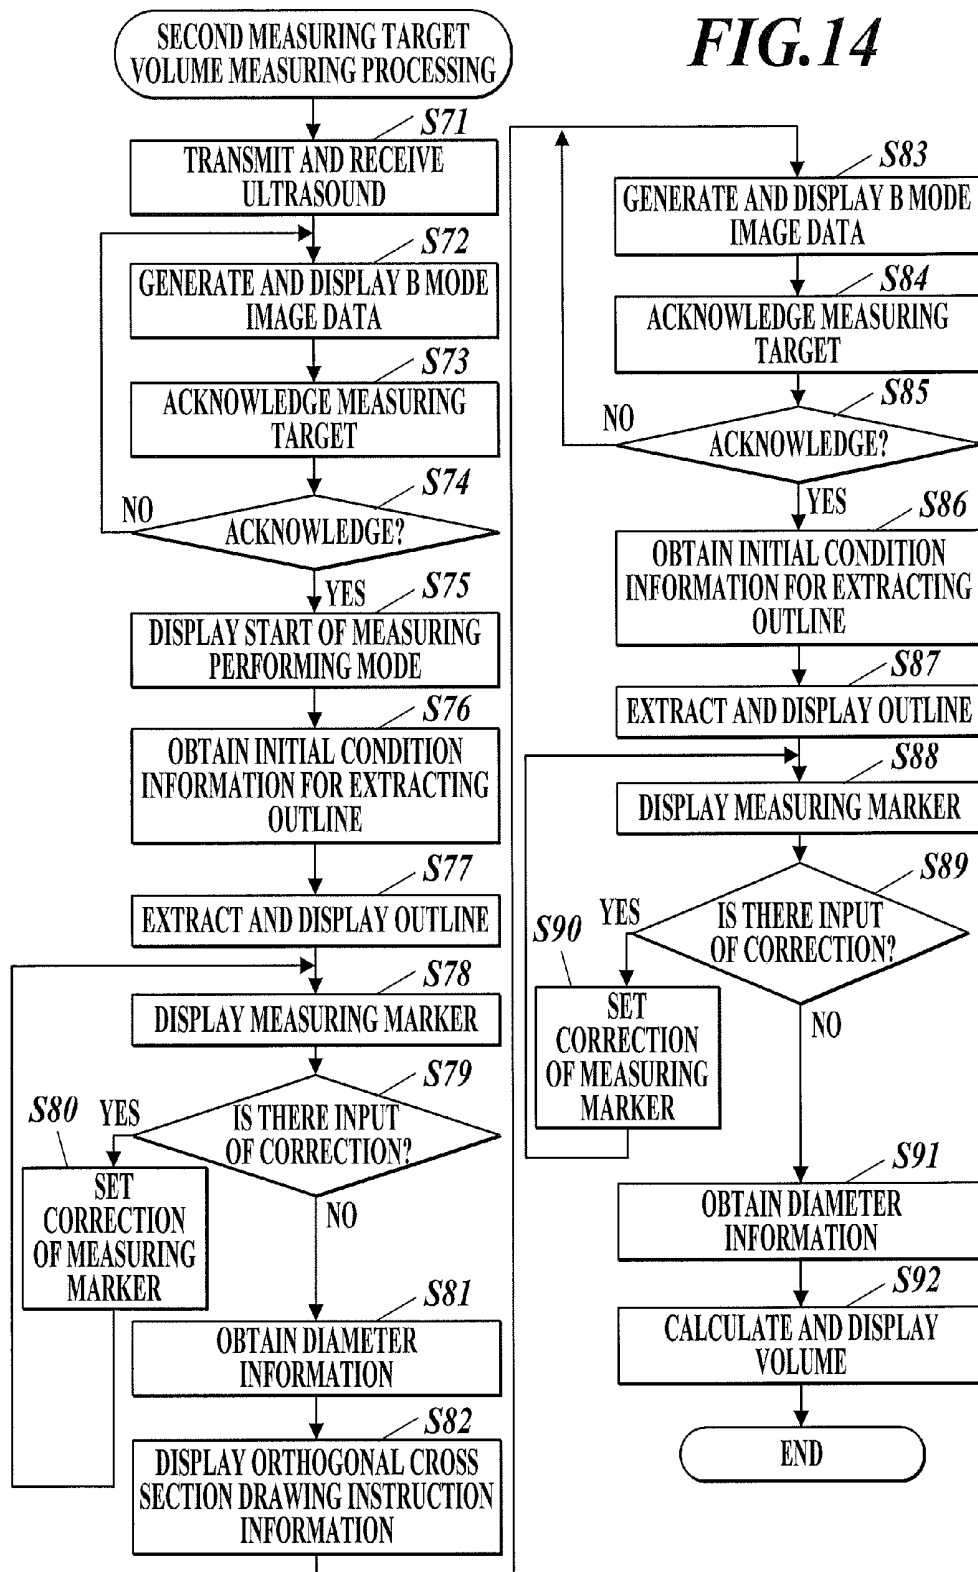 FIG.14
SECOND MEASURING TARGET
VOLUME MEASURING PROCESSING
S71
TRANSMIT AND RECEIVE
ULTRASOUND
S72
GENERATE AND DISPLAY B MODE
IMAGE DATA
S73
ACKNOWLEDGE MEASURING
TARGET
S74
NO
ACKNOWLEDGE?
YES
S75
DISPLAY START OF MEASURING
PERFORMING MODE
S76
OBTAIN INITIAL CONDITION
INFORMATION FOR EXTRACTING
OUTLINE
S77
EXTRACT AND DISPLAY OUTLINE
S78
DISPLAY MEASURING MARKER
S79
S80
YES
IS THERE INPUT
OF CORRECTION?
NO
SET
CORRECTION
OF MEASURING
MARKER
S81
OBTAIN DIAMETER
INFORMATION
S82
DISPLAY ORTHOGONAL CROSS
SECTION DRAWING INSTRUCTION
INFORMATION
S83
GENERATE AND DISPLAY B MODE
IMAGE DATA
S84
ACKNOWLEDGE MEASURING
TARGET
S85
NO
ACKNOWLEDGE?
YES
S86
OBTAIN INITIAL CONDITION
INFORMATION FOR EXTRACTING
OUTLINE
S87
EXTRACT AND DISPLAY OUTLINE
S88
DISPLAY MEASURING MARKER
S89
YES
S90
IS THERE INPUT
OF CORRECTION?
NO
SET
CORRECTION
OF MEASURING
MARKER
S91
OBTAIN DIAMETER
INFORMATION
S92
CALCULATE AND DISPLAY
VOLUME
END